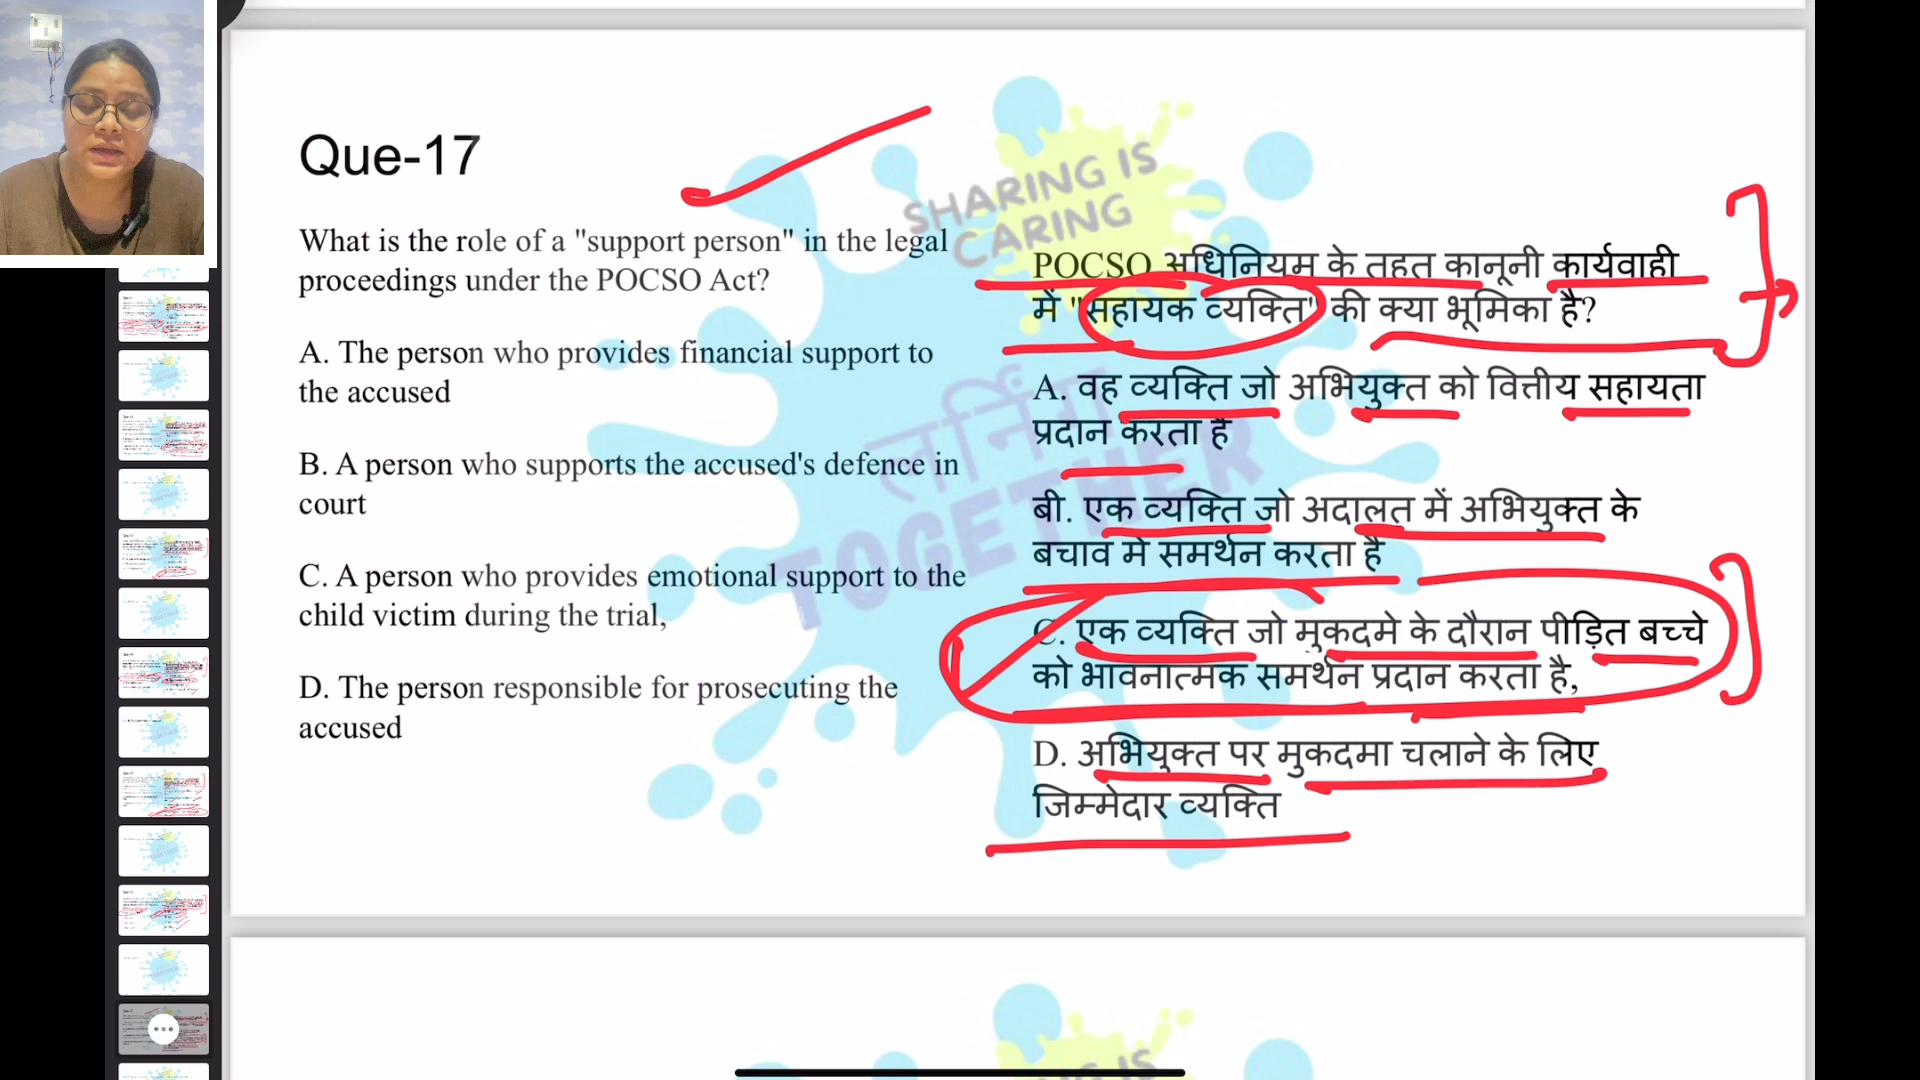 Que-17
What is the role of a "support person" in the legal
proceedings under the POCSO Act?
A. The person who provides financial support to
the accused
B. A person who supports the accused's defence in
court
C. A person who provides emotional support to the
child victim during the trial,
D. The person responsible for prosecuting the
accused
POCSO अधिनियम के तहत कानूनी कार्यवाही
में "सहायक व्यक्ति" की क्या भूमिका है?
A. वह व्यक्ति जो अभियुक्त को वित्तीय सहायता
प्रदान करता है
बी. एक व्यक्ति जो अदालत में अभियुक्त के
बचाव में समर्थन करता है
C. एक व्यक्ति जो मुकदमे के दौरान पीड़ित बच्चे
को भावनात्मक समर्थन प्रदान करता है,
D. अभियुक्त पर मुकदमा चलाने के लिए
जिम्मेदार व्यक्ति
SHARING IS
CARING
लर्निंग
TOGETHER